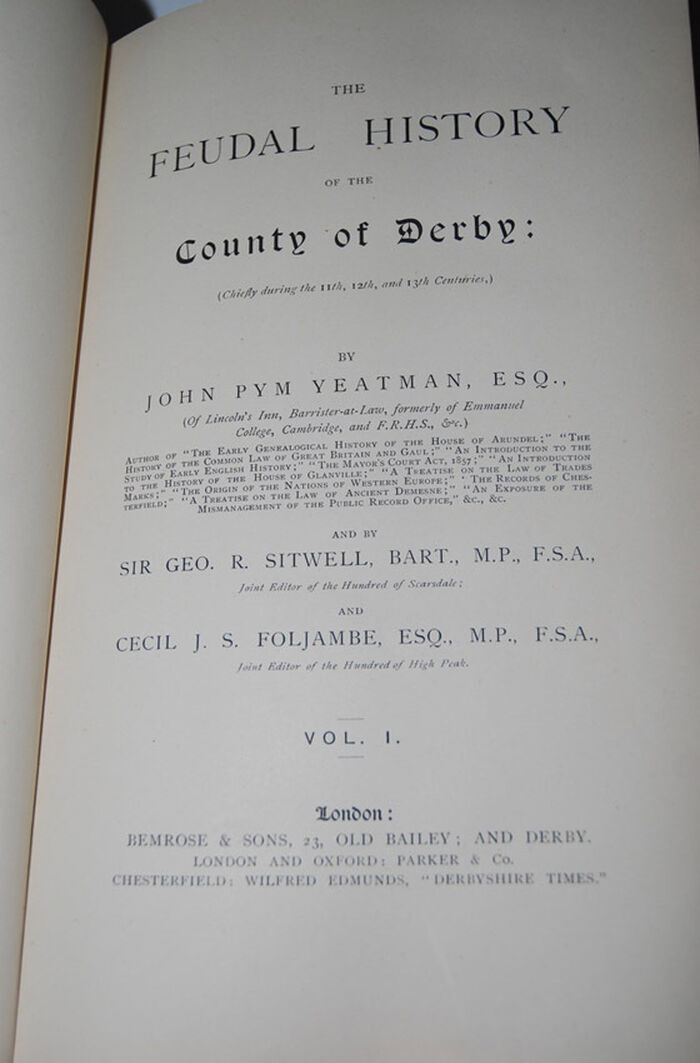 THE
FEUDAL HISTORY
OF THE
County of Derby:
(Chiefly during the 11th, 12th, and 13th Centuries,)
BY
JOHN PYM YEATMAN, ESQ.,
(Of Lincoln's Inn, Barrister-at-Law, formerly of Emmanuel
College, Cambridge, and F.R.H.S., &c.)
AUTHOR OF "THE EARLY GENEALOGICAL HISTORY OF THE HOUSE OF ARUNDEL;" "THE
HISTORY OF THE COMMON LAW OF GREAT BRITAIN AND GAUL;" "AN INTRODUCTION TO THE
STUDY OF EARLY ENGLISH HISTORY;" "THE MAYOR'S COURT ACT, 1857;" "AN INTRODUCTION
TO THE HISTORY OF THE HOUSE OF GLANVILLE;" "A TREATISE ON THE LAW OF TRADES
MARKS;" "THE ORIGIN OF THE NATIONS OF WESTERN EUROPE;" "THE RECORDS OF CHES-
TERFIELD;" "A TREATISE ON THE LAW OF ANCIENT DEMESNE;" "AN EXPOSURE OF THE
MISMANAGEMENT OF THE PUBLIC RECORD OFFICE," &c., &c.
AND BY
SIR GEO. R. SITWELL, BART., M.P., F.S.A.,
Joint Editor of the Hundred of Scarsdale;
AND
CECIL J. S. FOLJAMBE, ESQ., M.P., F.S.A.,
Joint Editor of the Hundred of High Peak.
VOL. I.
London:
BEMROSE & SONS, 23, OLD BAILEY; AND DERBY.
LONDON AND OXFORD: PARKER & Co.
CHESTERFIELD: WILFRED EDMUNDS, "DERBYSHIRE TIMES."